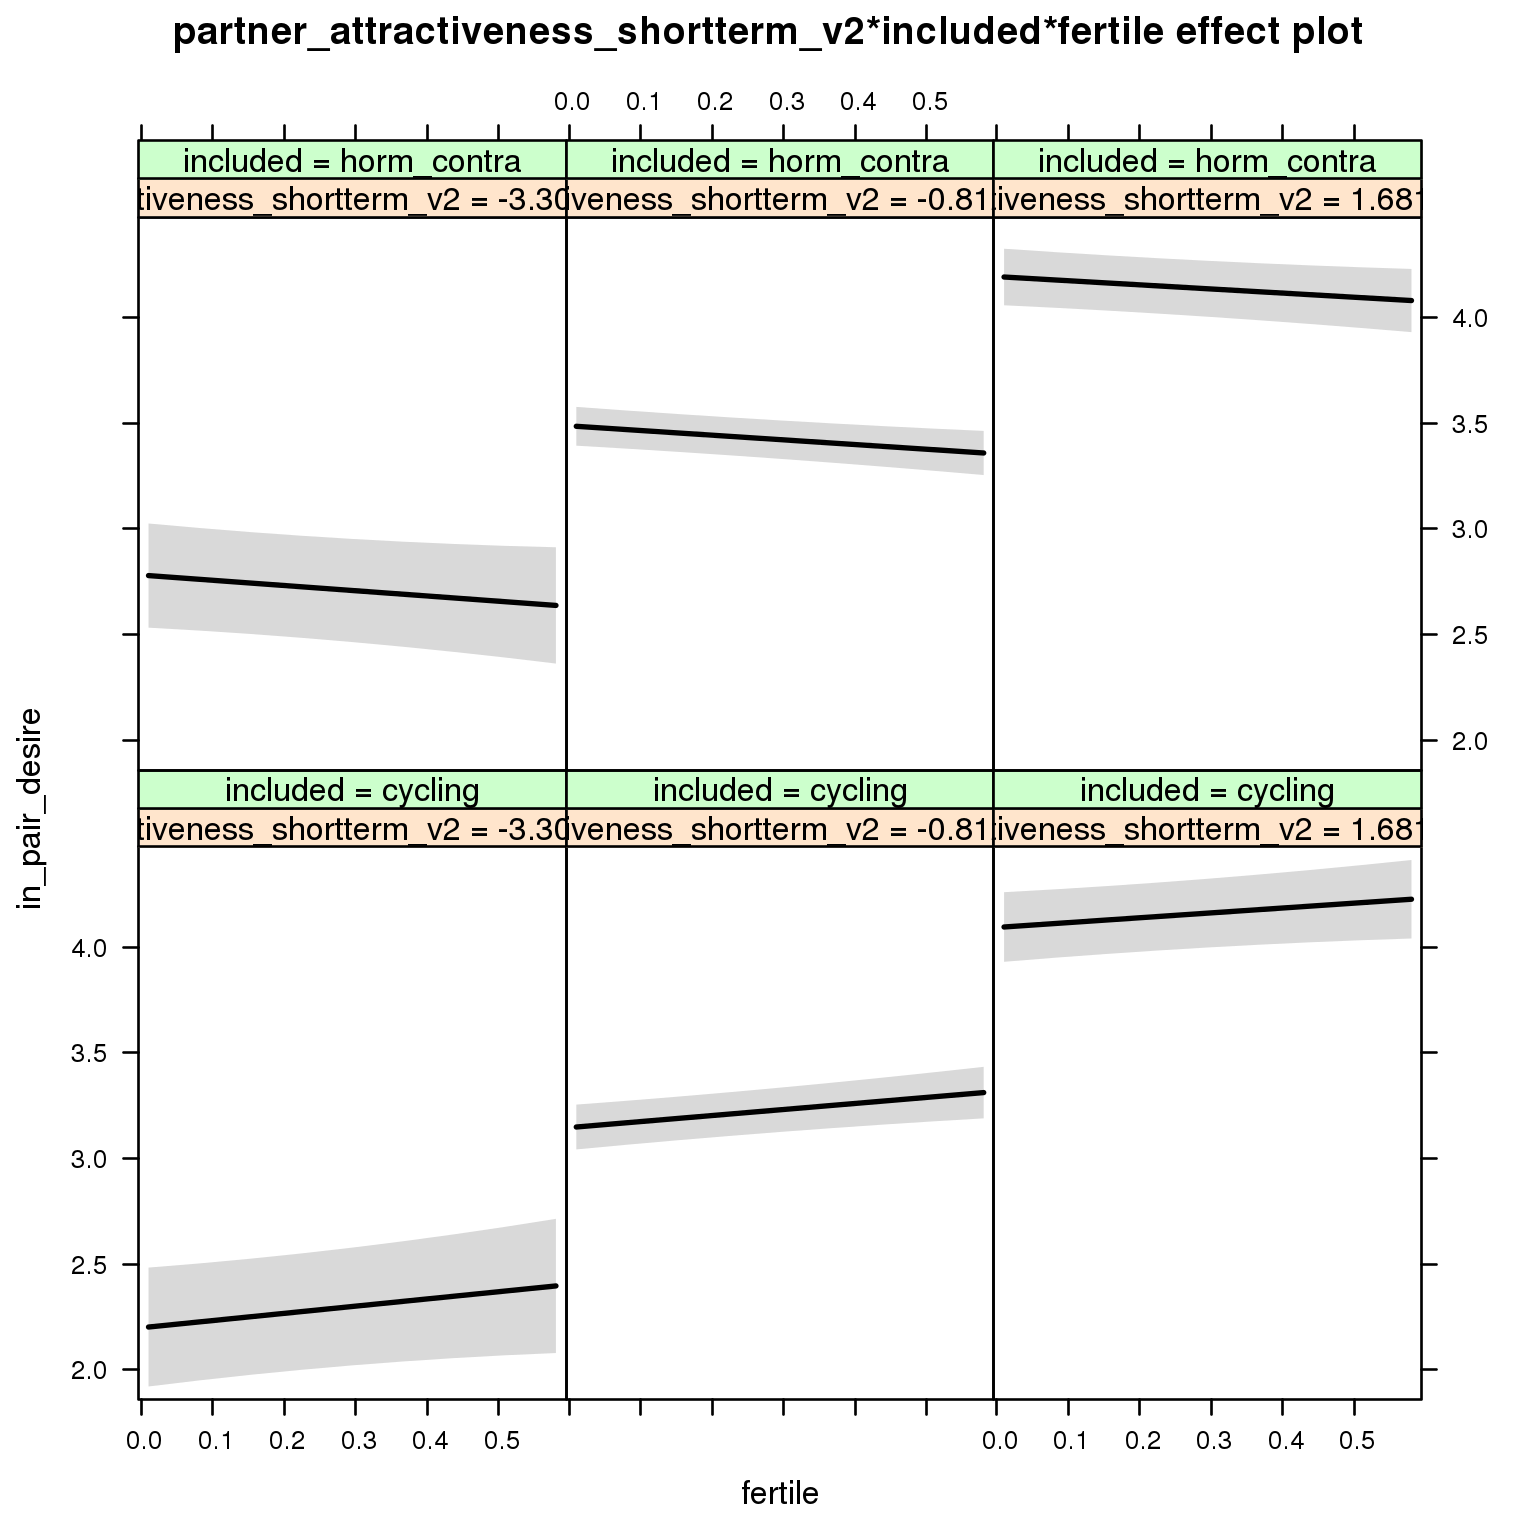 partner_attractiveness_shortterm_v2*included*fertile effect plot
0.0 0.1 0.2 0.3 0.4 0.5
included = horm_contra included = horm_contra included = horm_contra
tiveness_shortterm_v2 = -3.30 iveness_shortterm_v2 = -0.81 tiveness_shortterm_v2 = 1.681
4.0
3.5
3.0
2.5
2.0
in_pair_desire
included = cycling included = cycling included = cycling
tiveness_shortterm_v2 = -3.30 iveness_shortterm_v2 = -0.81 tiveness_shortterm_v2 = 1.681
4.0
3.5
3.0
2.5
2.0
0.0 0.1 0.2 0.3 0.4 0.5 0.0 0.1 0.2 0.3 0.4 0.5
fertile